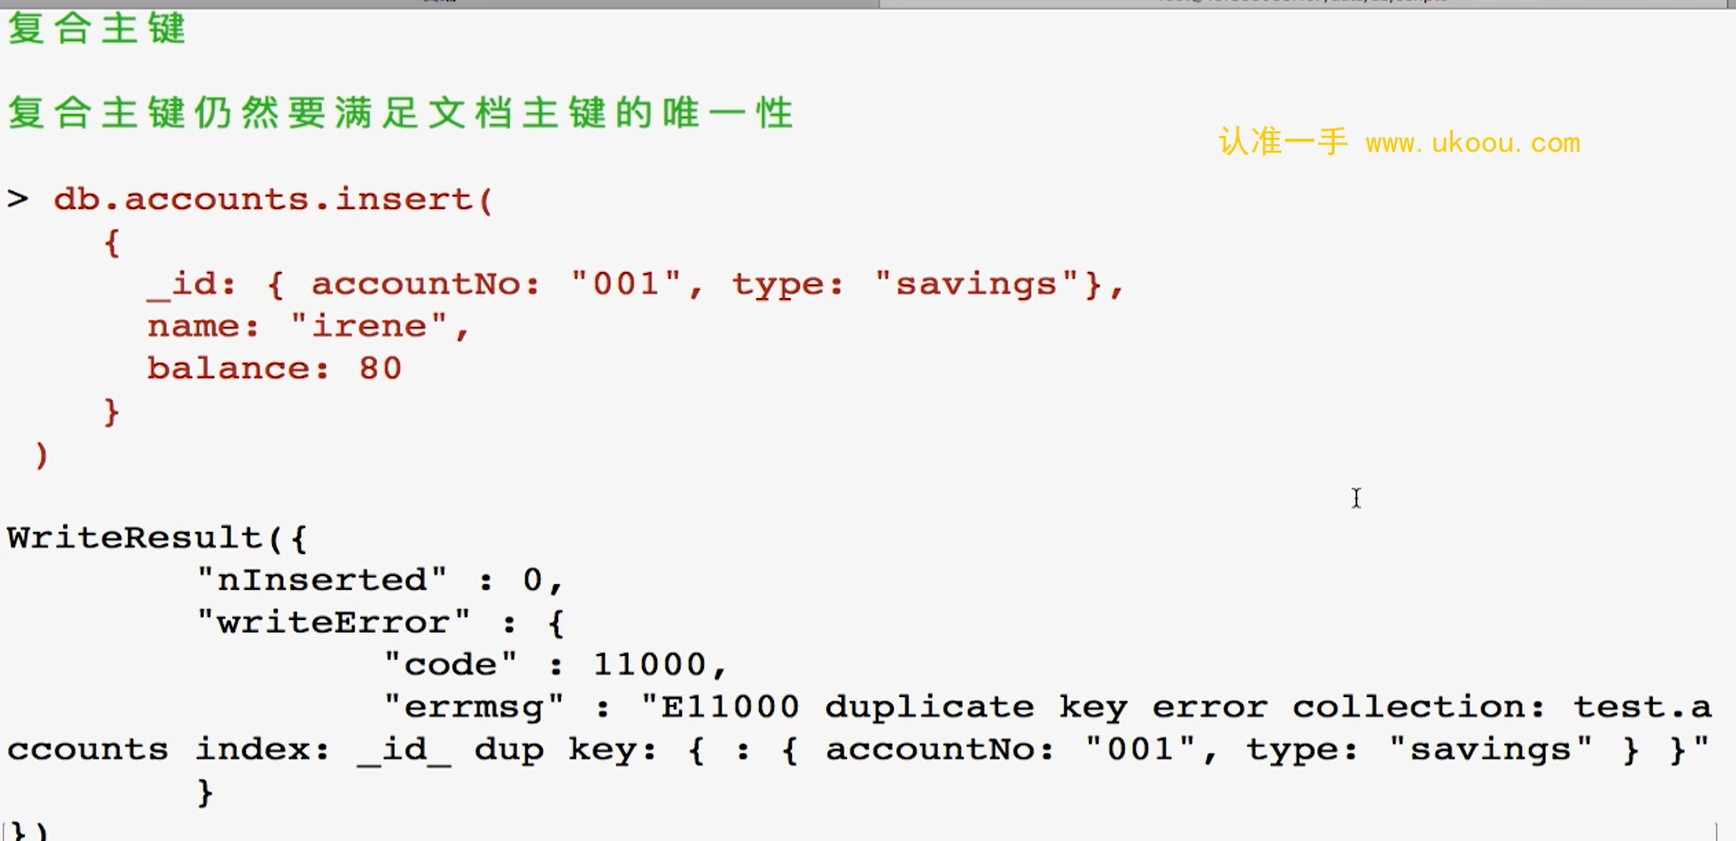 复合主键
复合主键仍然要满足文档主键的唯一性
认准一手 www.ukoou.com
> db.accounts.insert(
{
_id: { accountNo: "001", type: "savings"},
name: "irene",
balance: 80
}
)
WriteResult({
"nInserted" : 0,
"writeError" : {
"code" : 11000,
"errmsg" : "E11000 duplicate key error collection: test.a
ccounts index: _id_ dup key: { : { accountNo: "001", type: "savings" } }"
}
})